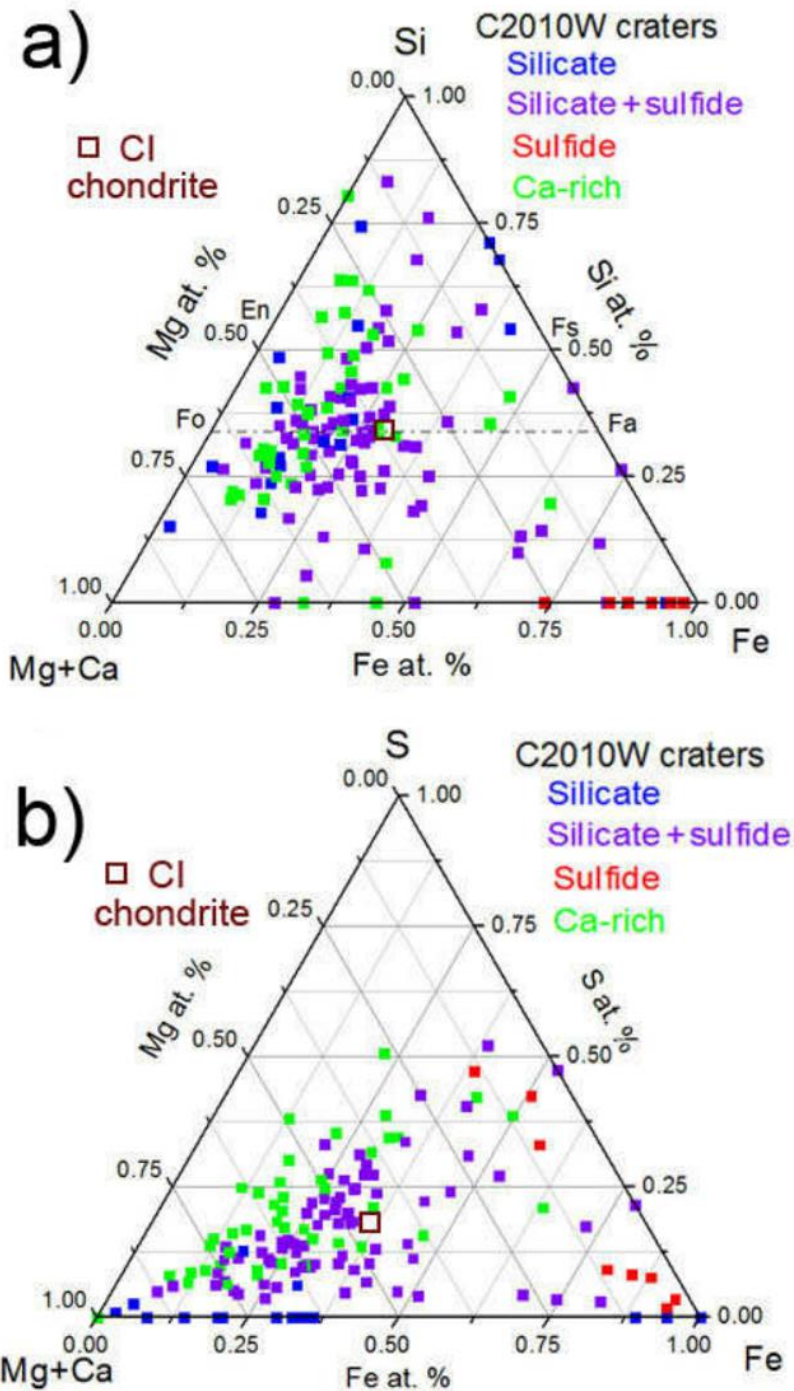 a)
Si
C2010W craters
Silicate
Silicate+sulfide
Sulfide
Ca-rich
CI
chondrite
0.00
1.00
0.25
0.75
Mg at. %
Si at. %
En
Fs
0.50
0.50
Fo
Fa
0.75
0.25
1.00
0.00
0.00
0.25
0.50
0.75
1.00
Mg+Ca
Fe at. %
Fe
b)
S
C2010W craters
Silicate
Silicate+sulfide
Sulfide
Ca-rich
CI
chondrite
0.00
1.00
0.25
0.75
Mg at. %
S at. %
0.50
0.50
0.75
0.25
1.00
0.00
0.00
0.25
0.50
0.75
1.00
Mg+Ca
Fe at. %
Fe